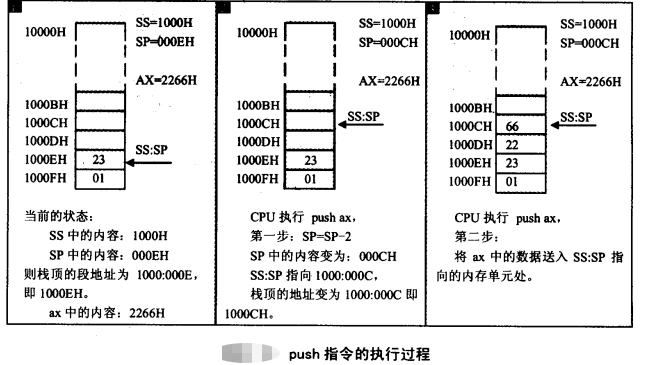 SS=1000H
10000H
SP=000EH
AX=2266H
1000BH
1000CH
1000DH
SS:SP
1000EH 23
1000FH 01
当前的状态：
SS 中的内容：1000H
SP 中的内容：000EH
则栈顶的段地址为 1000:000E，
即 1000EH。
ax 中的内容：2266H
SS=1000H
10000H
SP=000CH
AX=2266H
1000BH
1000CH SS:SP
1000DH
1000EH 23
1000FH 01
CPU 执行 push ax，
第一步：SP=SP-2
SP 中的内容变为：000CH
SS:SP 指向 1000:000C，
栈顶的地址变为 1000:000C 即
1000CH。
SS=1000H
10000H
SP=000CH
AX=2266H
1000BH
SS:SP
1000CH 66
1000DH 22
1000EH 23
1000FH 01
CPU 执行 push ax，
第二步：
将 ax 中的数据送入 SS:SP 指
向的内存单元处。
push 指令的执行过程